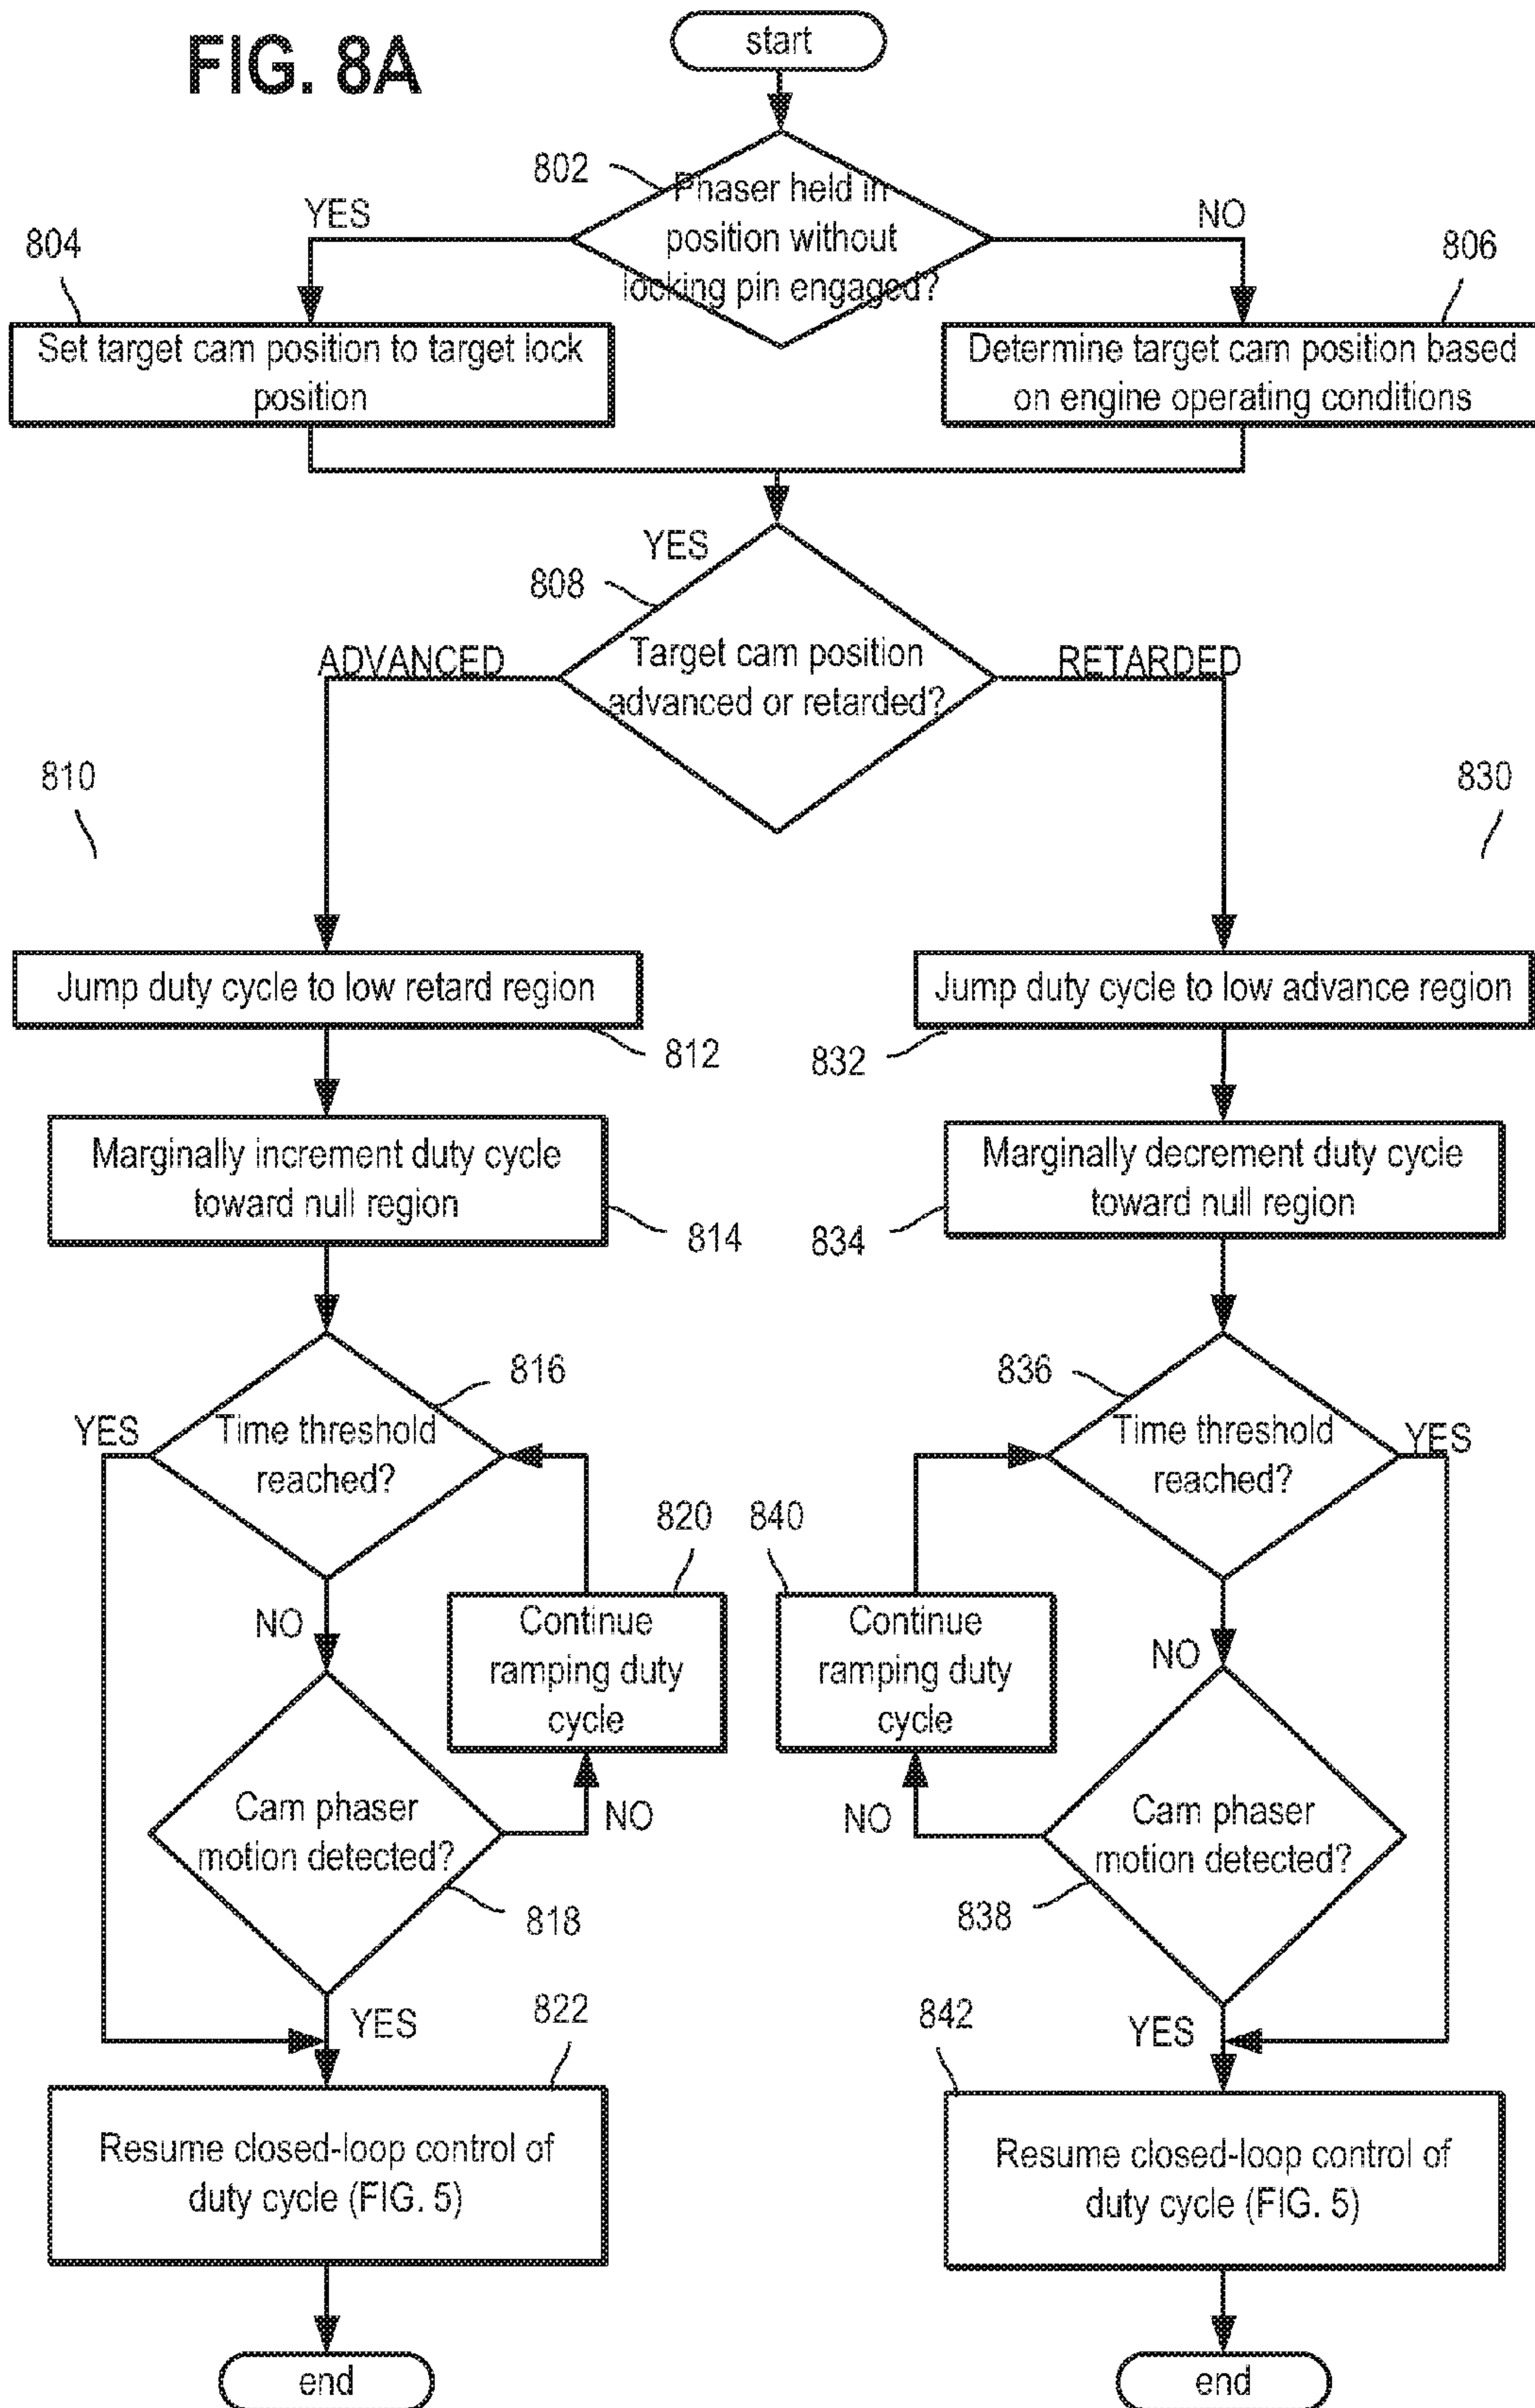 FIG. 8A
start
802
Phaser held in
position without
locking pin engaged?
YES
NO
804
806
Set target cam position to target lock
position
Determine target cam position based
on engine operating conditions
YES
808
Target cam position
advanced or retarded?
ADVANCED
RETARDED
810
830
Jump duty cycle to low retard region
Jump duty cycle to low advance region
812
832
Marginally increment duty cycle
toward null region
Marginally decrement duty cycle
toward null region
814
834
816
836
YES
Time threshold
reached?
Time threshold
reached?
YES
820
840
NO
Continue
ramping duty
cycle
Continue
ramping duty
cycle
NO
Cam phaser
motion detected?
NO
NO
Cam phaser
motion detected?
818
838
YES
822
842
YES
Resume closed-loop control of
duty cycle (FIG. 5)
Resume closed-loop control of
duty cycle (FIG. 5)
end
end